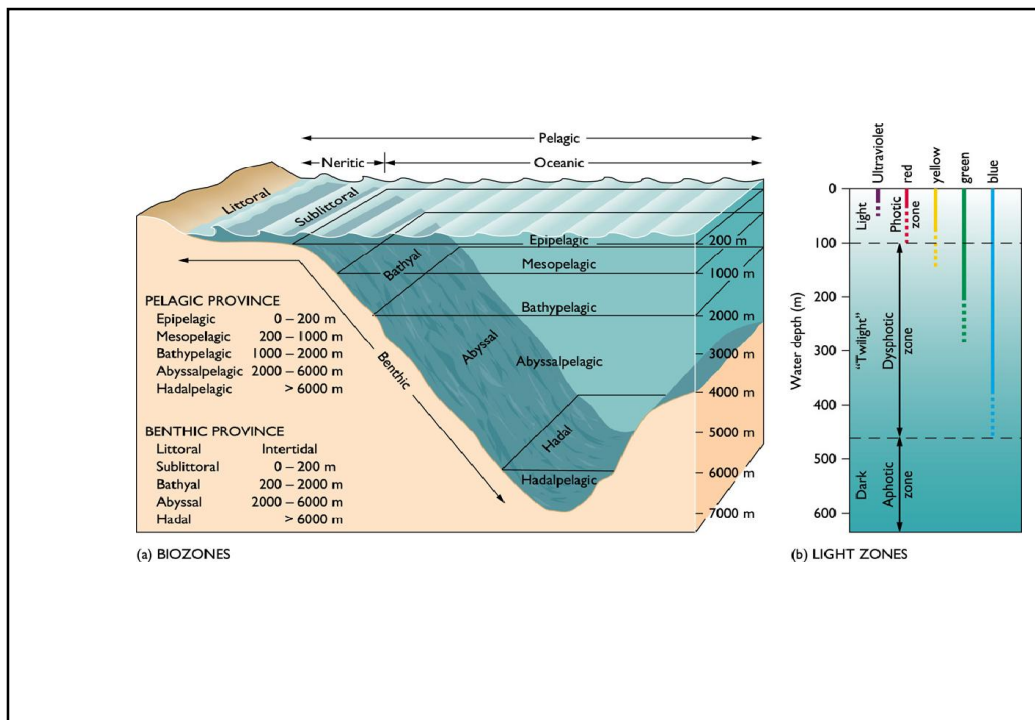 Pelagic
Neritic
Oceanic
Littoral
Sublittoral
Bathyal
Abyssal
Hadal
Benthic
Epipelagic
Mesopelagic
Bathypelagic
Abyssalpelagic
Hadalpelagic
200 m
1000 m
2000 m
3000 m
4000 m
5000 m
6000 m
7000 m
PELAGIC PROVINCE
Epipelagic 0 – 200 m
Mesopelagic 200 – 1000 m
Bathypelagic 1000 – 2000 m
Abyssalpelagic 2000 – 6000 m
Hadalpelagic > 6000 m
BENTHIC PROVINCE
Littoral Intertidal
Sublittoral 0 – 200 m
Bathyal 200 – 2000 m
Abyssal 2000 – 6000 m
Hadal > 6000 m
(a) BIOZONES
Ultraviolet
red
yellow
green
blue
Water depth (m)
0
100
200
300
400
500
600
Light
Photic
zone
"Twilight"
Dysphotic
zone
Dark
Aphotic
zone
(b) LIGHT ZONES